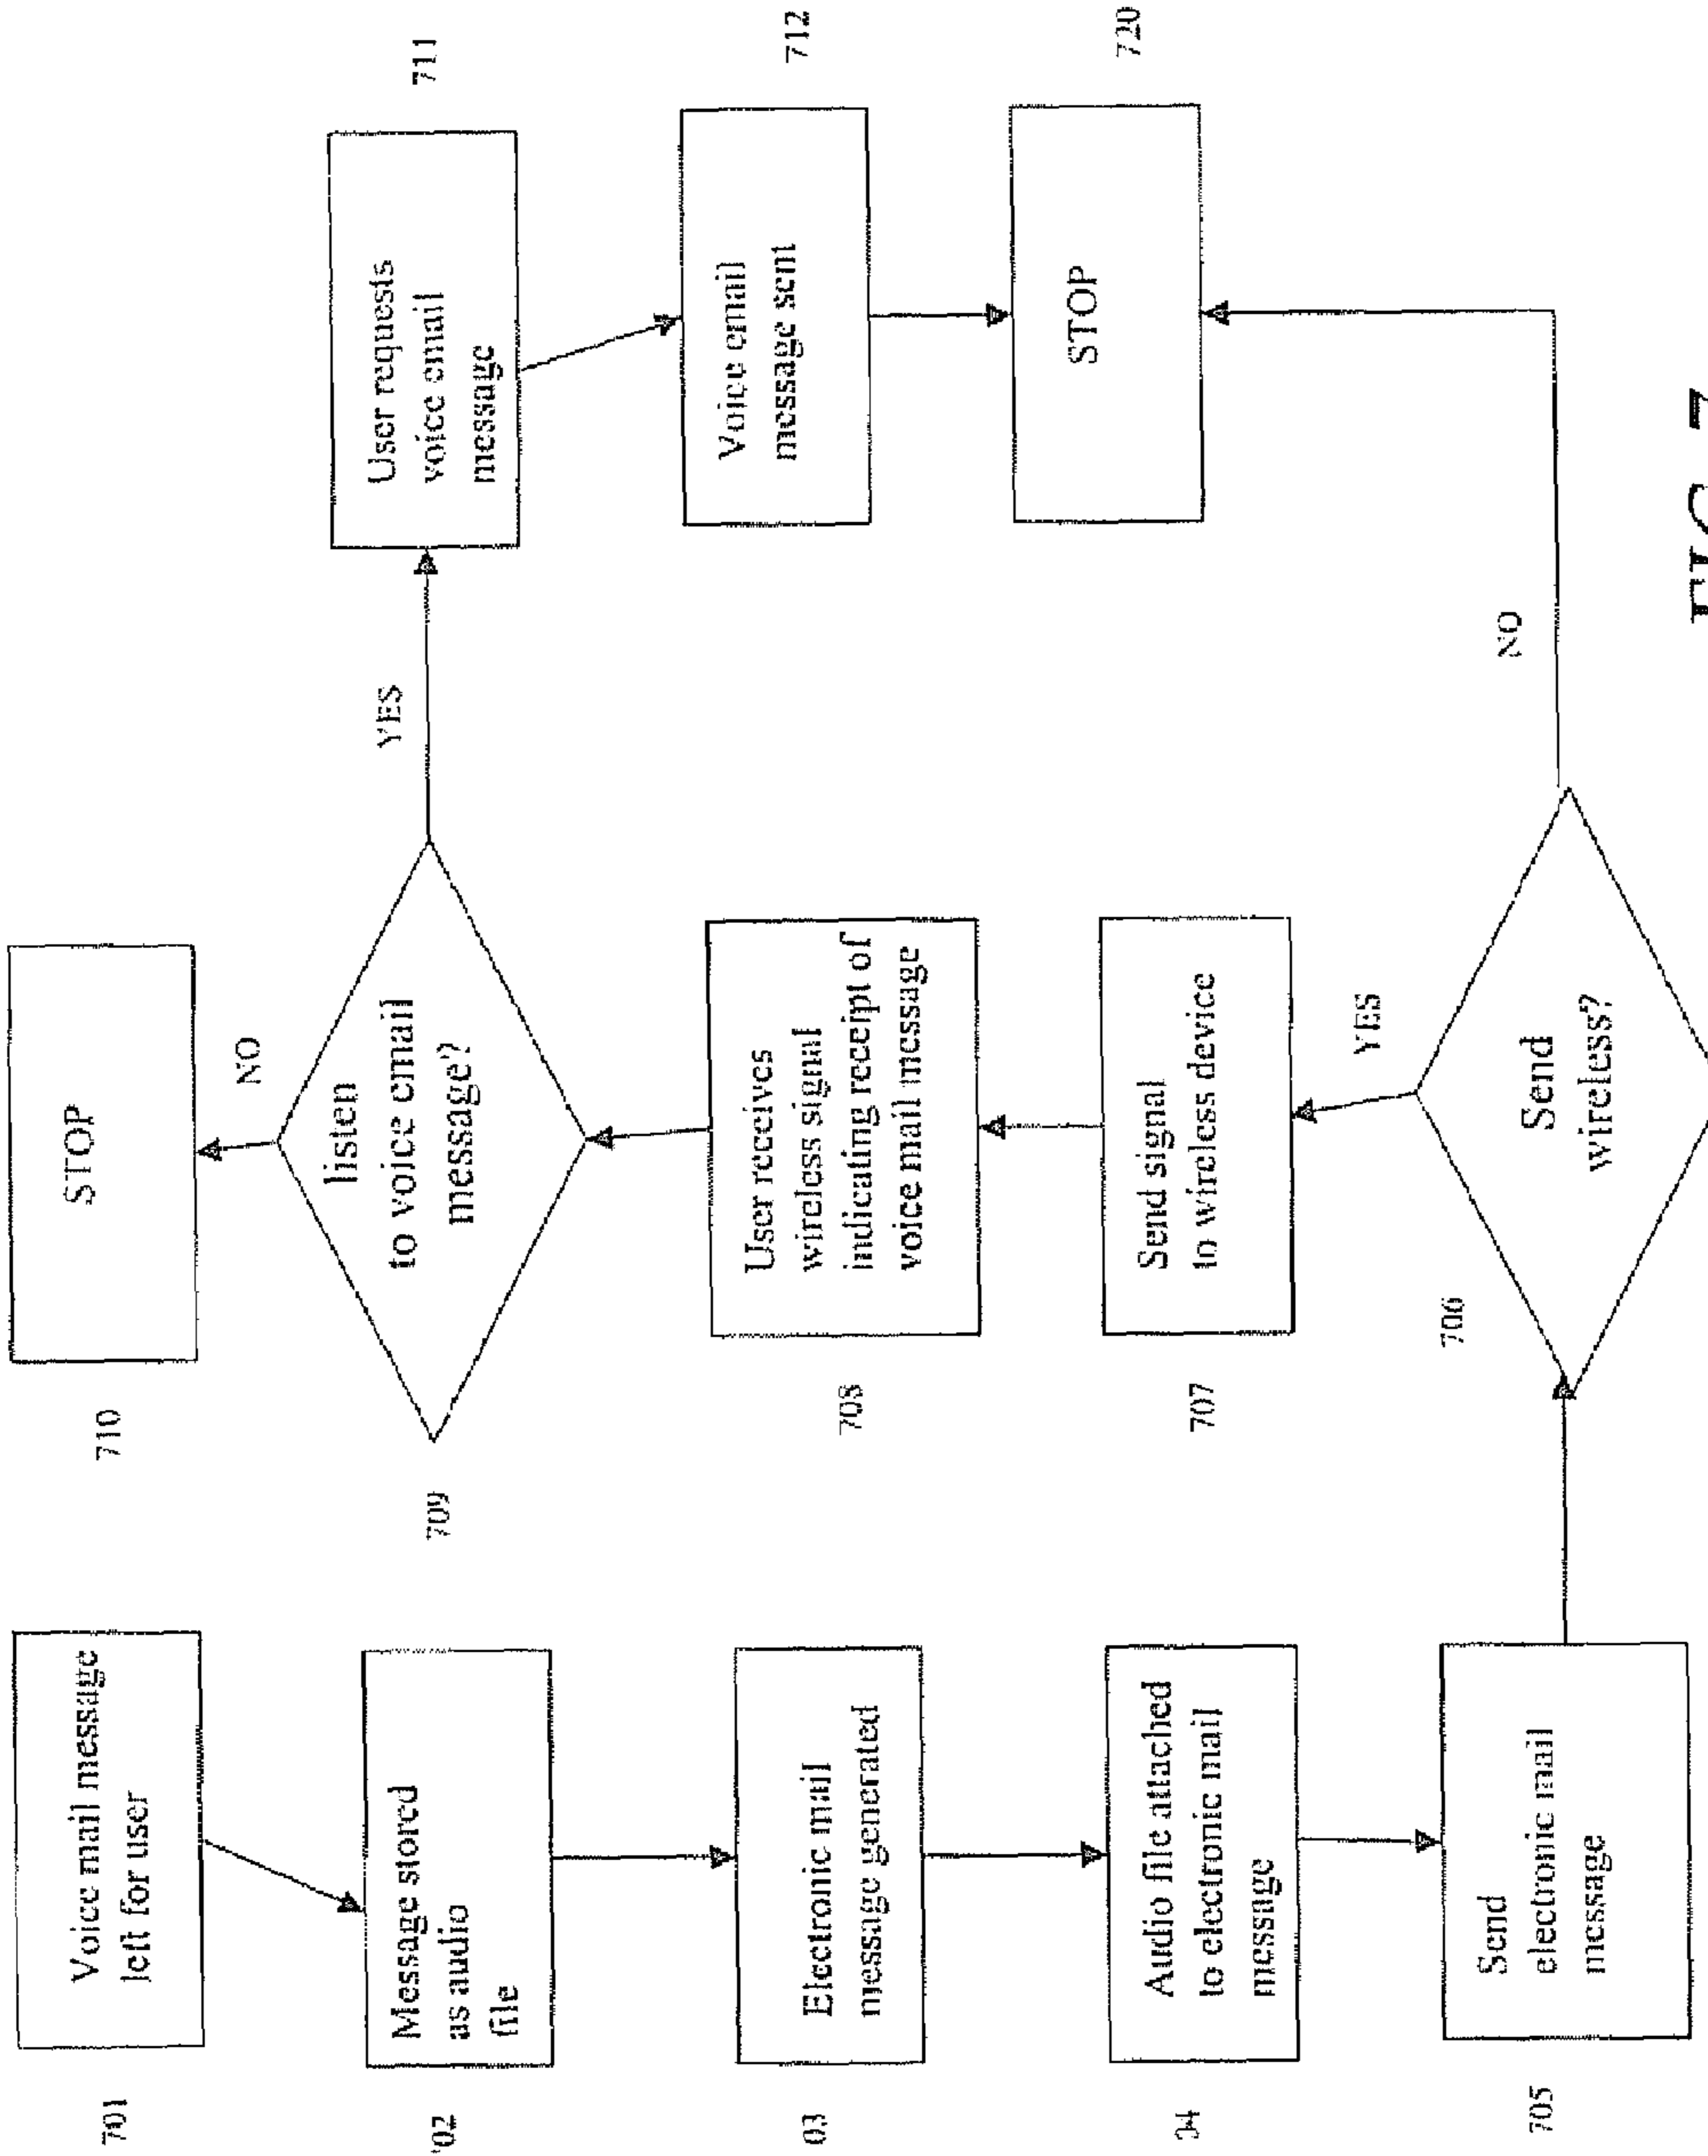 701
Voice mail message
left for user
'02
Message stored
as audio
file
03
Electronic mail
message generated
04
Audio file attached
to electronic mail
message
705
Send
electronic mail
message
706
Send
wireless?
YES
NO
707
Send signal
to wireless device
708
User receives
wireless signal
indicating receipt of
voice mail message
709
listen
to voice email
message?
NO
YES
710
STOP
711
User requests
voice email
message
712
Voice email
message sent
720
STOP